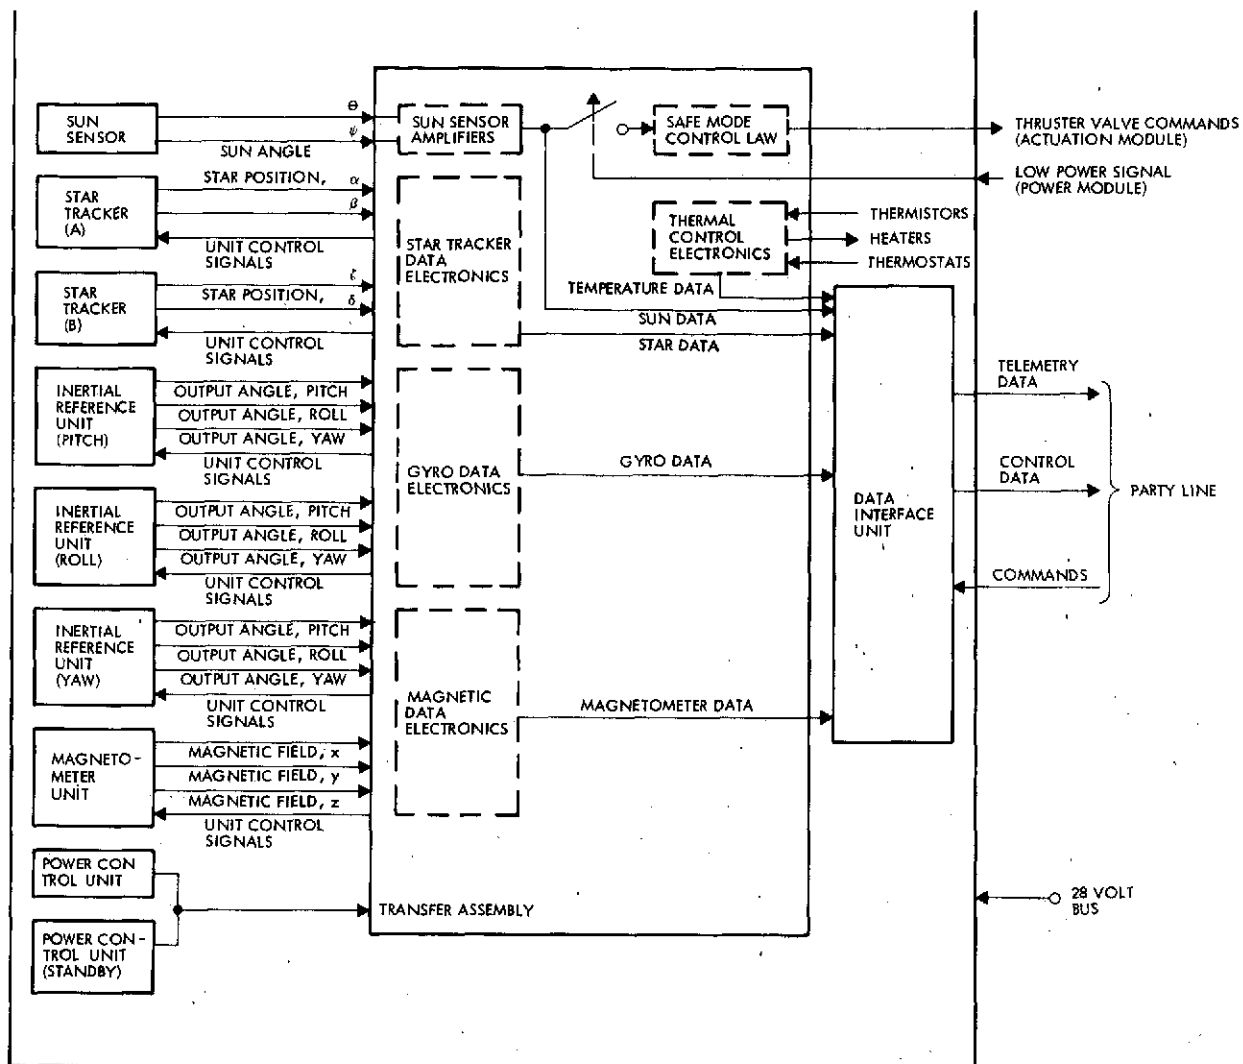 SUN
SENSOR
θ
ψ
SUN ANGLE
SUN SENSOR
AMPLIFIERS
SAFE MODE
CONTROL LAW
THRUSTER VALVE COMMANDS
(ACTUATION MODULE)
LOW POWER SIGNAL
(POWER MODULE)
STAR
TRACKER
(A)
STAR POSITION, α
β
UNIT CONTROL
SIGNALS
STAR TRACKER
DATA
ELECTRONICS
THERMAL
CONTROL
ELECTRONICS
THERMISTORS
HEATERS
THERMOSTATS
STAR
TRACKER
(B)
ζ
STAR POSITION, δ
UNIT CONTROL
SIGNALS
TEMPERATURE DATA
SUN DATA
STAR DATA
INERTIAL
REFERENCE
UNIT
(PITCH)
OUTPUT ANGLE, PITCH
OUTPUT ANGLE, ROLL
OUTPUT ANGLE, YAW
UNIT CONTROL
SIGNALS
GYRO DATA
ELECTRONICS
GYRO DATA
DATA
INTERFACE
UNIT
TELEMETRY
DATA
CONTROL
DATA
COMMANDS
PARTY LINE
INERTIAL
REFERENCE
UNIT
(ROLL)
OUTPUT ANGLE, PITCH
OUTPUT ANGLE, ROLL
OUTPUT ANGLE, YAW
UNIT CONTROL
SIGNALS
INERTIAL
REFERENCE
UNIT
(YAW)
OUTPUT ANGLE, PITCH
OUTPUT ANGLE, ROLL
OUTPUT ANGLE, YAW
UNIT CONTROL
SIGNALS
MAGNETIC
DATA
ELECTRONICS
MAGNETOMETER DATA
MAGNETO-
METER
UNIT
MAGNETIC FIELD, x
MAGNETIC FIELD, y
MAGNETIC FIELD, z
UNIT CONTROL
SIGNALS
POWER CON
TROL UNIT
POWER CON-
TROL UNIT
(STANDBY)
TRANSFER ASSEMBLY
28 VOLT
BUS